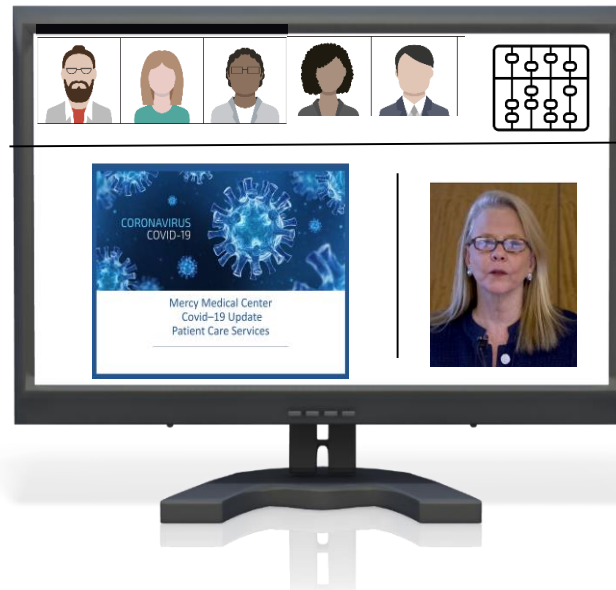 CORONAVIRUS
COVID-19
Mercy Medical Center
Covid–19 Update
Patient Care Services